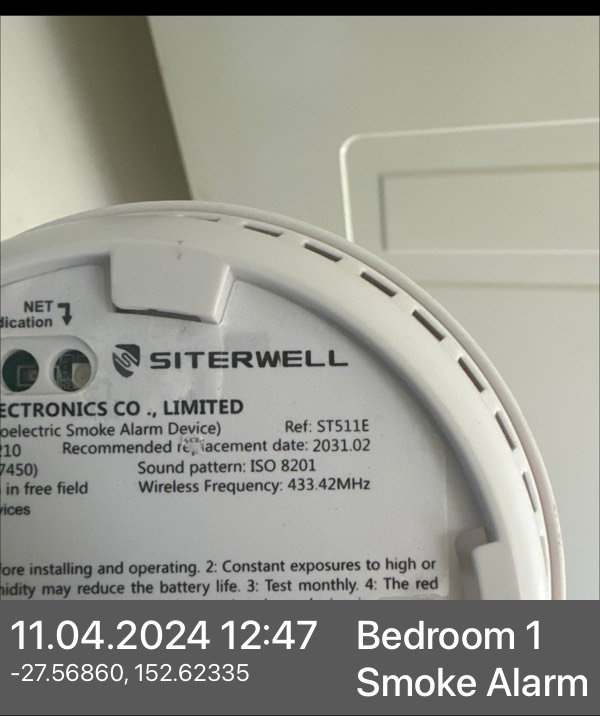 NET
dication
SITERWELL
ECTRONICS CO ., LIMITED
oelectric Smoke Alarm Device) Ref: ST511E
210 Recommended re acement date: 2031.02
7450) Sound pattern: ISO 8201
in free field Wireless Frequency: 433.42MHz
vices
ore installing and operating. 2: Constant exposures to high or
nidity may reduce the battery life. 3: Test monthly. 4: The red
11.04.2024 12:47
-27.56860, 152.62335
Bedroom 1
Smoke Alarm